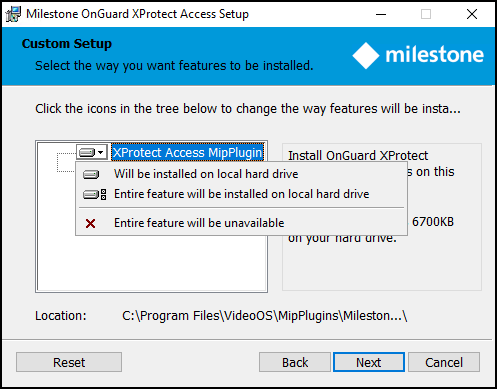 Milestone OnGuard XProtect Access Setup
Custom Setup
Select the way you want features to be installed.
milestone
Click the icons in the tree below to change the way features will be insta...
XProtect Access MipPlugin
Install OnGuard XProtect
s on this
Will be installed on local hard drive
Entire feature will be installed on local hard drive
Entire feature will be unavailable
6700KB
on your hard drive.
Location:
C:\Program Files\VideoOS\MipPlugins\Mileston...\
Reset
Back
Next
Cancel